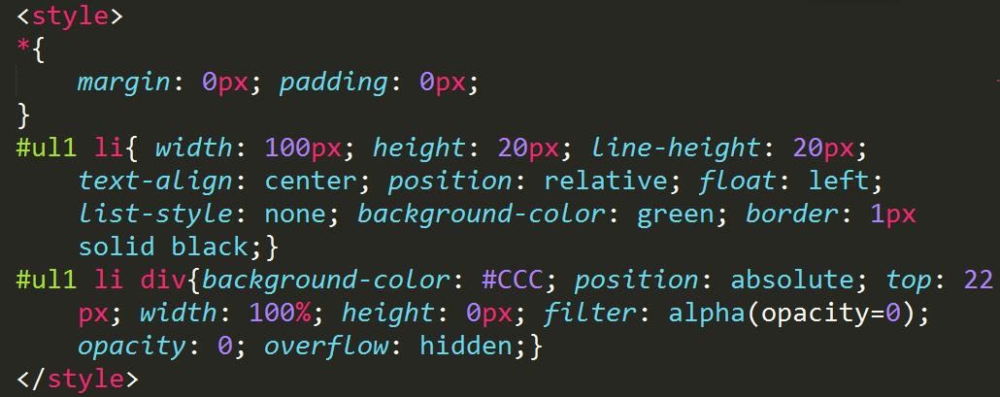 <style>
*{
margin: 0px; padding: 0px;
}
#ul1 li{ width: 100px; height: 20px; line-height: 20px;
text-align: center; position: relative; float: left;
list-style: none; background-color: green; border: 1px
solid black;}
#ul1 li div{background-color: #CCC; position: absolute; top: 22
px; width: 100%; height: 0px; filter: alpha(opacity=0);
opacity: 0; overflow: hidden;}
</style>